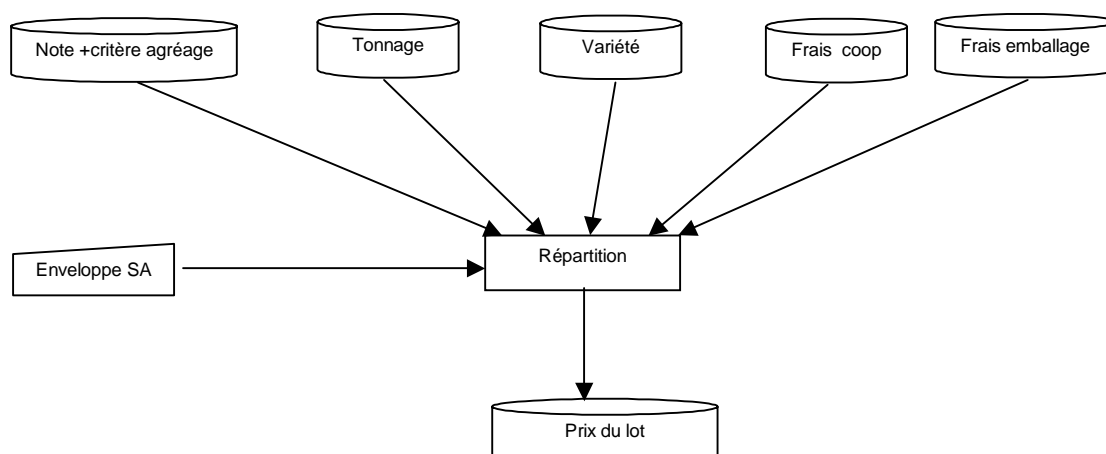 Note +critère agréage
Tonnage
Variété
Frais coop
Frais emballage
Répartition
Enveloppe SA
Prix du lot